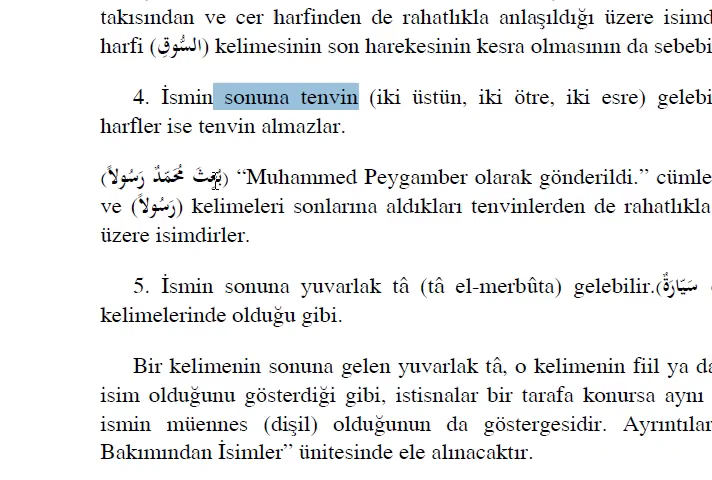 takısından ve cer harfinden de rahatlıkla anlaşıldığı üzere isimd
harfi (السُّوقِ) kelimesinin son harekesinin kesra olmasının da sebebi
4. İsmin sonuna tenvin (iki üstün, iki ötre, iki esre) gelebi
harfler ise tenvin almazlar.
(بُعِثَ مُحَمَّدٌ رَسُولاً) “Muhammed Peygamber olarak gönderildi.” cümle
ve (رَسُولاً) kelimeleri sonlarına aldıkları tenvinlerden de rahatlıkla
üzere isimdirler.
5. İsmin sonuna yuvarlak tâ (tâ el-merbûta) gelebilir.(سَيَّارَةٌ
kelimelerinde olduğu gibi.
Bir kelimenin sonuna gelen yuvarlak tâ, o kelimenin fiil ya da
isim olduğunu gösterdiği gibi, istisnalar bir tarafa konursa aynı
ismin müennes (dişil) olduğunun da göstergesidir. Ayrıntılar
Bakımından İsimler” ünitesinde ele alınacaktır.